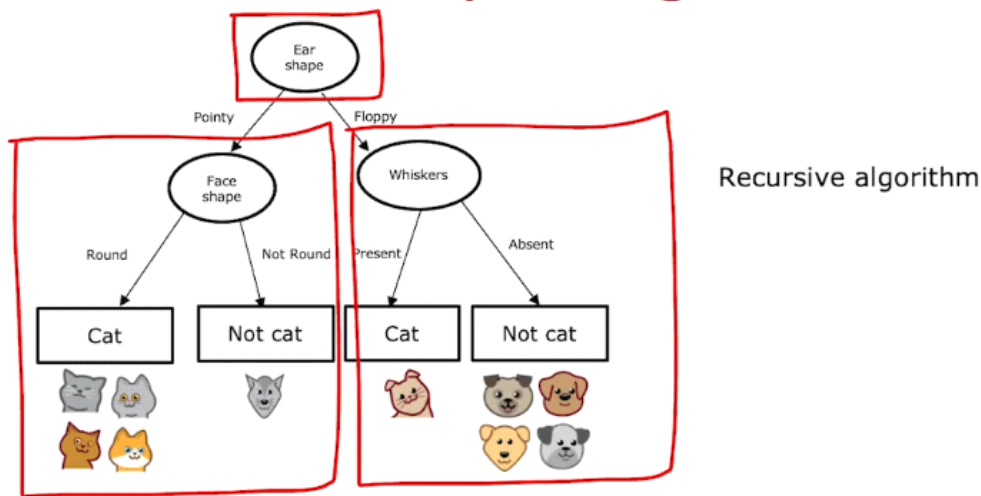 Ear
shape
Pointy
Floppy
Face
shape
Whiskers
Recursive algorithm
Round
Not Round
Present
Absent
Cat
Not cat
Cat
Not cat